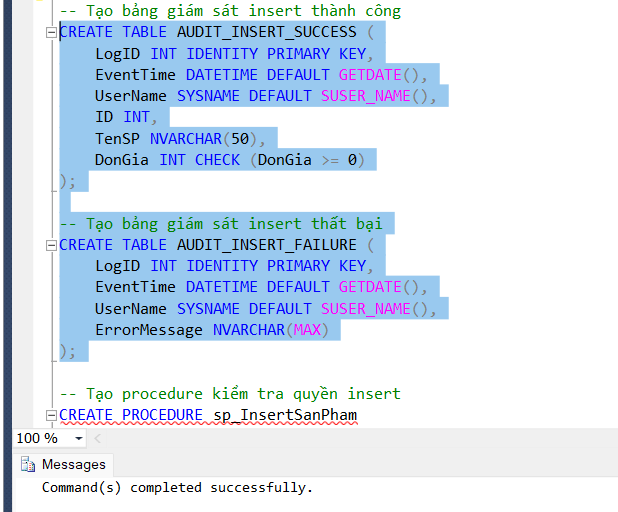 -- Tạo bảng giám sát insert thành công
CREATE TABLE AUDIT_INSERT_SUCCESS (
    LogID INT IDENTITY PRIMARY KEY,
    EventTime DATETIME DEFAULT GETDATE(),
    UserName SYSNAME DEFAULT SUSER_NAME(),
    ID INT,
    TenSP NVARCHAR(50),
    DonGia INT CHECK (DonGia >= 0)
);
-- Tạo bảng giám sát insert thất bại
CREATE TABLE AUDIT_INSERT_FAILURE (
    LogID INT IDENTITY PRIMARY KEY,
    EventTime DATETIME DEFAULT GETDATE(),
    UserName SYSNAME DEFAULT SUSER_NAME(),
    ErrorMessage NVARCHAR(MAX)
);
-- Tạo procedure kiểm tra quyền insert
CREATE PROCEDURE sp_InsertSanPham
100 %
Messages
Command(s) completed successfully.